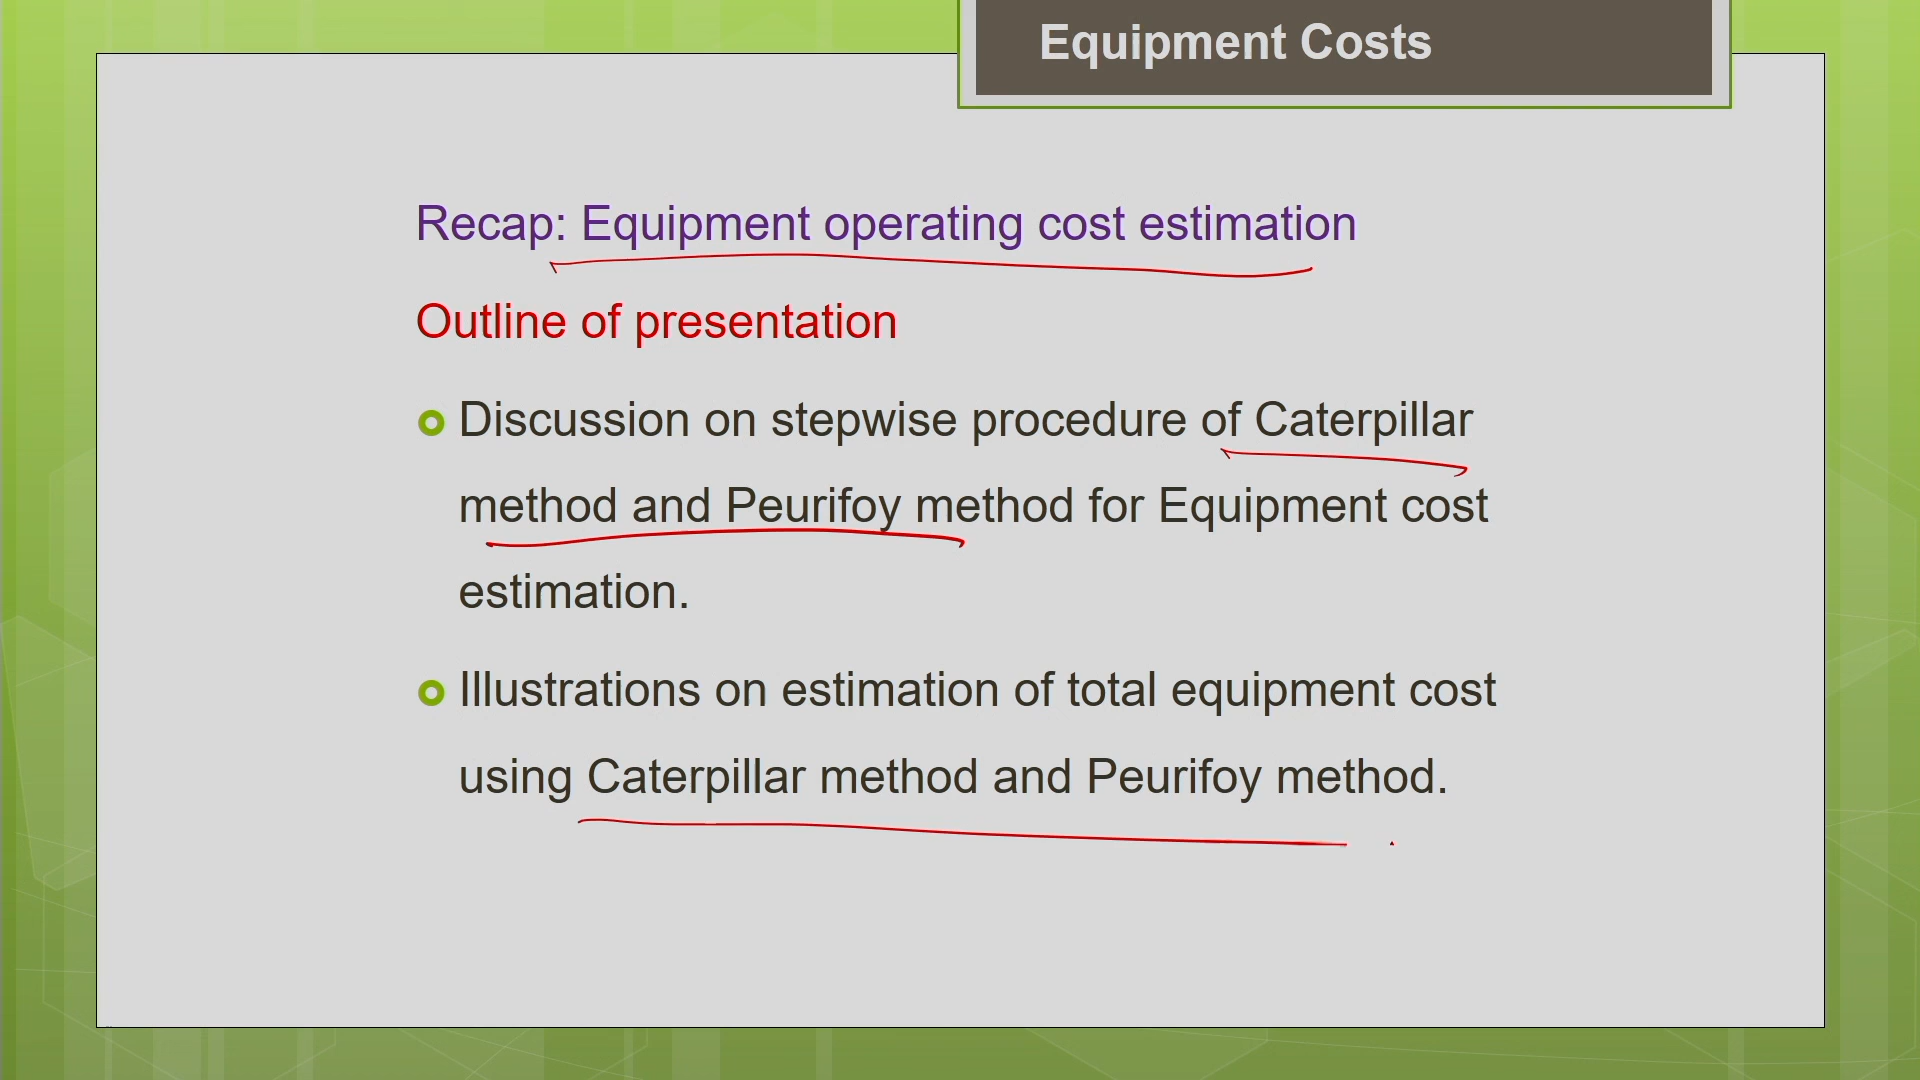 Equipment Costs
Recap: Equipment operating cost estimation
Outline of presentation
Discussion on stepwise procedure of Caterpillar
method and Peurifoy method for Equipment cost
estimation.
Illustrations on estimation of total equipment cost
using Caterpillar method and Peurifoy method.